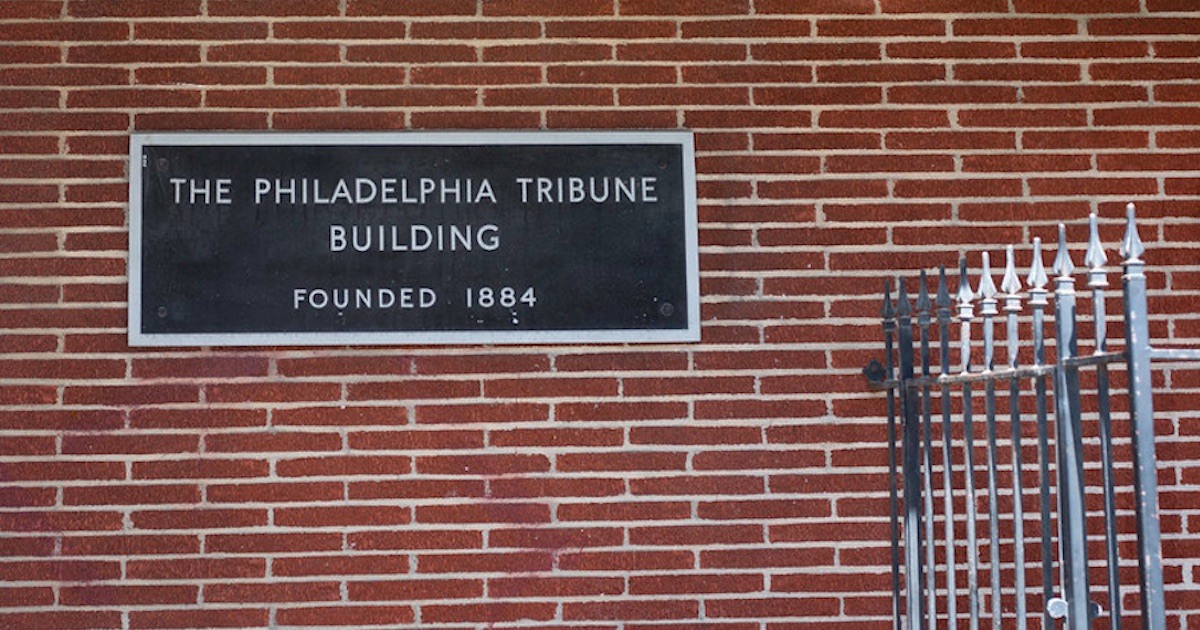 THE PHILADELPHIA TRIBUNE
BUILDING
FOUNDED 1884